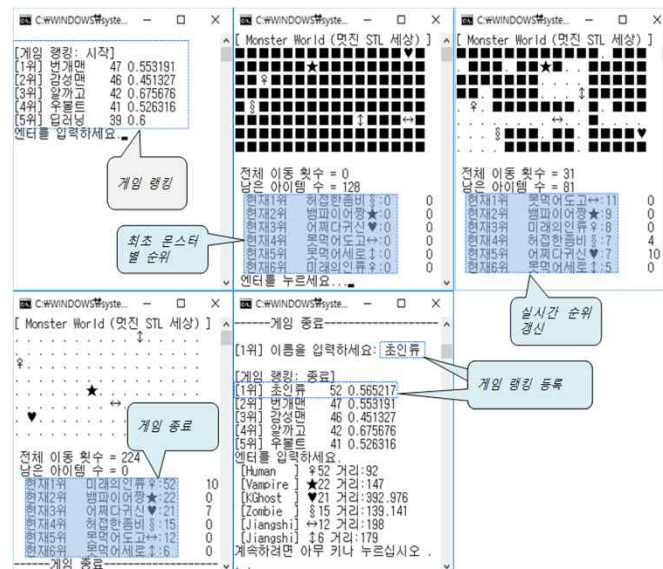 C:₩WINDOWS₩syste...
[게임 랭킹: 시작]
[1위] 번개맨 47 0.553191
[2위] 감성맨 46 0.451327
[3위] 알까고 42 0.675676
[4위] 우볼트 41 0.526316
[5위] 딥러닝 39 0.6
엔터를 입력하세요.
게임 랭킹
C:₩WINDOWS₩syste...
[ Monster World (멋진 STL 세상) ]
전체 이동 횟수 = 0
남은 아이템 수 = 128
현재1위 허접한좀비§:0 0
현재2위 뱀파이어짱★:0 0
현재3위 어쩌다귀신♥:0 0
현재4위 못먹어도고↔:0 0
현재5위 못먹어세로↕:0 0
현재6위 미래의인류♀:0 0
엔터를 누르세요...
최초 몬스터
별 순위
C:₩WINDOWS₩syste...
[ Monster World (멋진 STL 세상) ]
전체 이동 횟수 = 31
남은 아이템 수 = 81
현재1위 못먹어도고↔:11 0
현재2위 뱀파이어짱★:9 0
현재3위 미래의인류♀:8 0
현재4위 허접한좀비§:7 4
현재5위 어쩌다귀신♥:7 10
현재6위 못먹어세로↕:5 0
실시간 순위
갱신
C:₩WINDOWS₩syste...
[ Monster World (멋진 STL 세상) ]
게임 종료
전체 이동 횟수 = 224
남은 아이템 수 = 0
현재1위 미래의인류♀:52 10
현재2위 뱀파이어짱★:22 0
현재3위 어쩌다귀신♥:21 7
현재4위 허접한좀비§:15 0
현재5위 못먹어도고↔:12 0
현재6위 못먹어세로↕:6 0
------게임 종료------
C:₩WINDOWS₩syste...
------게임 종료------
[1위] 이름을 입력하세요: 초인류
[게임 랭킹: 종료]
[1위] 초인류 52 0.565217
[2위] 번개맨 47 0.553191
[3위] 감성맨 46 0.451327
[4위] 알까고 42 0.675676
[5위] 우볼트 41 0.526316
엔터를 입력하세요.
[Human ] ♀52 거리:92
[Vampire ] ★22 거리:147
[KGhost ] ♥21 거리:392.976
[Zombie ] §15 거리:139.141
[Jiangshi] ↔12 거리:198
[Jiangshi] ↕6 거리:179
계속하려면 아무 키나 누르십시오 .
게임 랭킹 등록